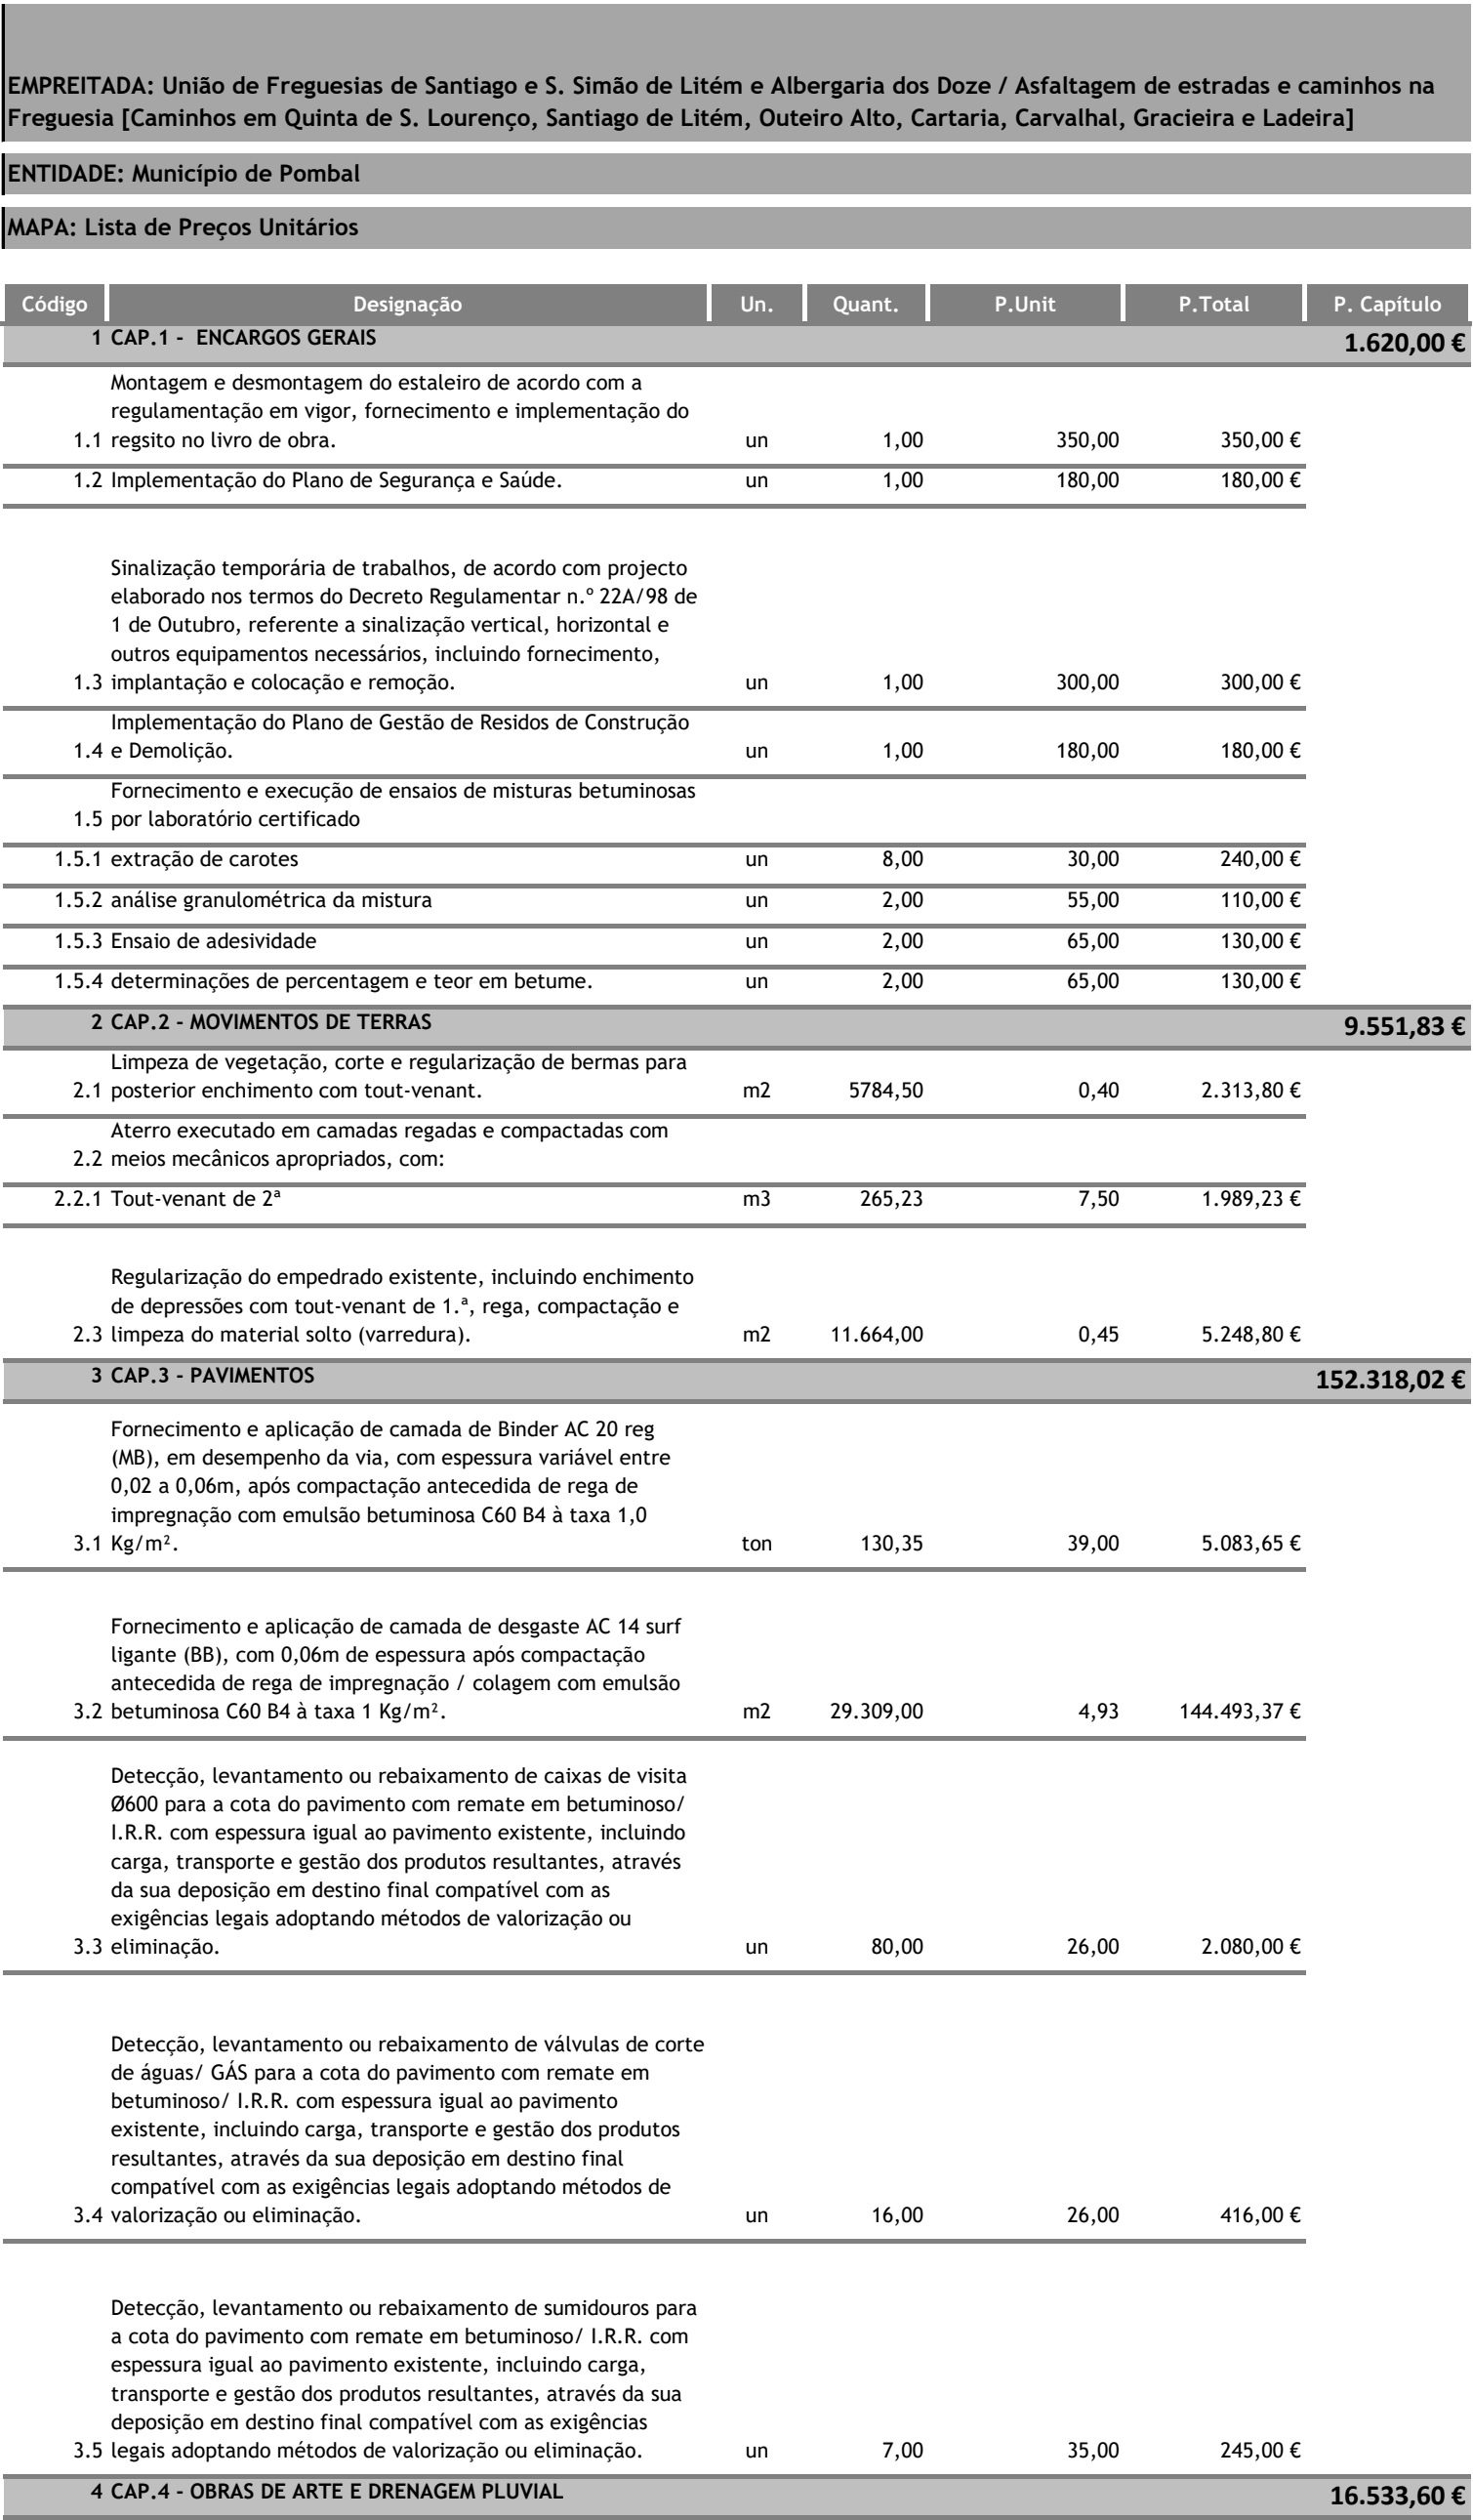 EMPREITADA: União de Freguesias de Santiago e S. Simão de Litém e Albergaria dos Doze / Asfaltagem de estradas e caminhos na
Freguesia [Caminhos em Quinta de S. Lourenço, Santiago de Litém, Outeiro Alto, Cartaria, Carvalhal, Gracieira e Ladeira]
ENTIDADE: Município de Pombal
MAPA: Lista de Preços Unitários
Código Designação Un. Quant. P.Unit P.Total P. Capítulo
1 CAP.1 - ENCARGOS GERAIS 1.620,00 €
Montagem e desmontagem do estaleiro de acordo com a
regulamentação em vigor, fornecimento e implementação do
1.1 regsito no livro de obra. un 1,00 350,00 350,00 €
1.2 Implementação do Plano de Segurança e Saúde. un 1,00 180,00 180,00 €
Sinalização temporária de trabalhos, de acordo com projecto
elaborado nos termos do Decreto Regulamentar n.º 22A/98 de
1 de Outubro, referente a sinalização vertical, horizontal e
outros equipamentos necessários, incluindo fornecimento,
1.3 implantação e colocação e remoção. un 1,00 300,00 300,00 €
Implementação do Plano de Gestão de Residos de Construção
1.4 e Demolição. un 1,00 180,00 180,00 €
Fornecimento e execução de ensaios de misturas betuminosas
1.5 por laboratório certificado
1.5.1 extração de carotes un 8,00 30,00 240,00 €
1.5.2 análise granulométrica da mistura un 2,00 55,00 110,00 €
1.5.3 Ensaio de adesividade un 2,00 65,00 130,00 €
1.5.4 determinações de percentagem e teor em betume. un 2,00 65,00 130,00 €
2 CAP.2 - MOVIMENTOS DE TERRAS 9.551,83 €
Limpeza de vegetação, corte e regularização de bermas para
2.1 posterior enchimento com tout-venant. m2 5784,50 0,40 2.313,80 €
Aterro executado em camadas regadas e compactadas com
2.2 meios mecânicos apropriados, com:
2.2.1 Tout-venant de 2ª m3 265,23 7,50 1.989,23 €
Regularização do empedrado existente, incluindo enchimento
de depressões com tout-venant de 1.ª, rega, compactação e
2.3 limpeza do material solto (varredura). m2 11.664,00 0,45 5.248,80 €
3 CAP.3 - PAVIMENTOS 152.318,02 €
Fornecimento e aplicação de camada de Binder AC 20 reg
(MB), em desempenho da via, com espessura variável entre
0,02 a 0,06m, após compactação antecedida de rega de
impregnação com emulsão betuminosa C60 B4 à taxa 1,0
3.1 Kg/m². ton 130,35 39,00 5.083,65 €
Fornecimento e aplicação de camada de desgaste AC 14 surf
ligante (BB), com 0,06m de espessura após compactação
antecedida de rega de impregnação / colagem com emulsão
3.2 betuminosa C60 B4 à taxa 1 Kg/m². m2 29.309,00 4,93 144.493,37 €
Detecção, levantamento ou rebaixamento de caixas de visita
Ø600 para a cota do pavimento com remate em betuminoso/
I.R.R. com espessura igual ao pavimento existente, incluindo
carga, transporte e gestão dos produtos resultantes, através
da sua deposição em destino final compatível com as
exigências legais adoptando métodos de valorização ou
3.3 eliminação. un 80,00 26,00 2.080,00 €
Detecção, levantamento ou rebaixamento de válvulas de corte
de águas/ GÁS para a cota do pavimento com remate em
betuminoso/ I.R.R. com espessura igual ao pavimento
existente, incluindo carga, transporte e gestão dos produtos
resultantes, através da sua deposição em destino final
compatível com as exigências legais adoptando métodos de
3.4 valorização ou eliminação. un 16,00 26,00 416,00 €
Detecção, levantamento ou rebaixamento de sumidouros para
a cota do pavimento com remate em betuminoso/ I.R.R. com
espessura igual ao pavimento existente, incluindo carga,
transporte e gestão dos produtos resultantes, através da sua
deposição em destino final compatível com as exigências
3.5 legais adoptando métodos de valorização ou eliminação. un 7,00 35,00 245,00 €
4 CAP.4 - OBRAS DE ARTE E DRENAGEM PLUVIAL 16.533,60 €